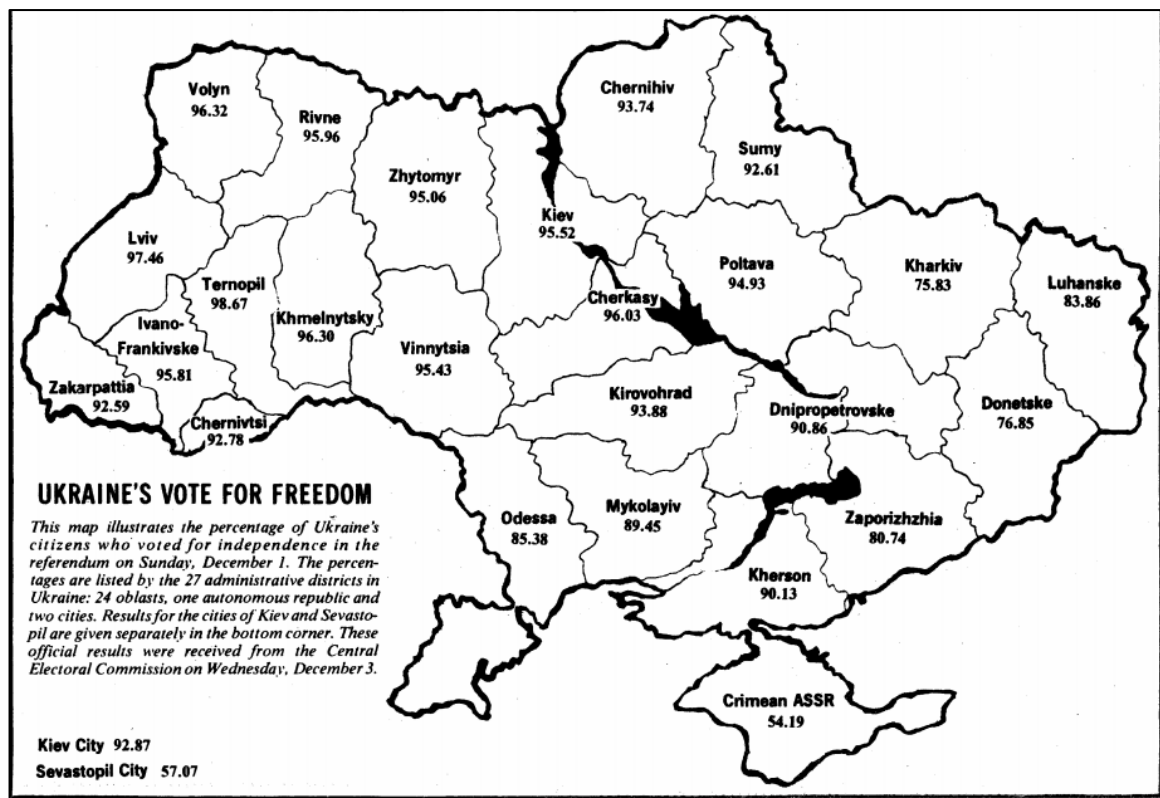 Volyn
96.32
Rivne
95.96
Chernihiv
93.74
Sumy
92.61
Zhytomyr
95.06
Kiev
95.52
Lviv
97.46
Ternopil
98.67
Khmelnytsky
96.30
Cherkasy
96.03
Poltava
94.93
Kharkiv
75.83
Luhanske
83.86
Ivano-
Frankivske
95.81
Vinnytsia
95.43
Zakarpattia
92.59
Chernivtsi
92.78
Kirovohrad
93.88
Dnipropetrovske
90.86
Donetske
76.85
Odessa
85.38
Mykolayiv
89.45
Zaporizhzhia
80.74
Kherson
90.13
Crimean ASSR
54.19
UKRAINE'S VOTE FOR FREEDOM
This map illustrates the percentage of Ukraine's
citizens who voted for independence in the
referendum on Sunday, December 1. The percen-
tages are listed by the 27 administrative districts in
Ukraine: 24 oblasts, one autonomous republic and
two cities. Results for the cities of Kiev and Sevasto-
pil are given separately in the bottom corner. These
official results were received from the Central
Electoral Commission on Wednesday, December 3.
Kiev City 92.87
Sevastopil City 57.07